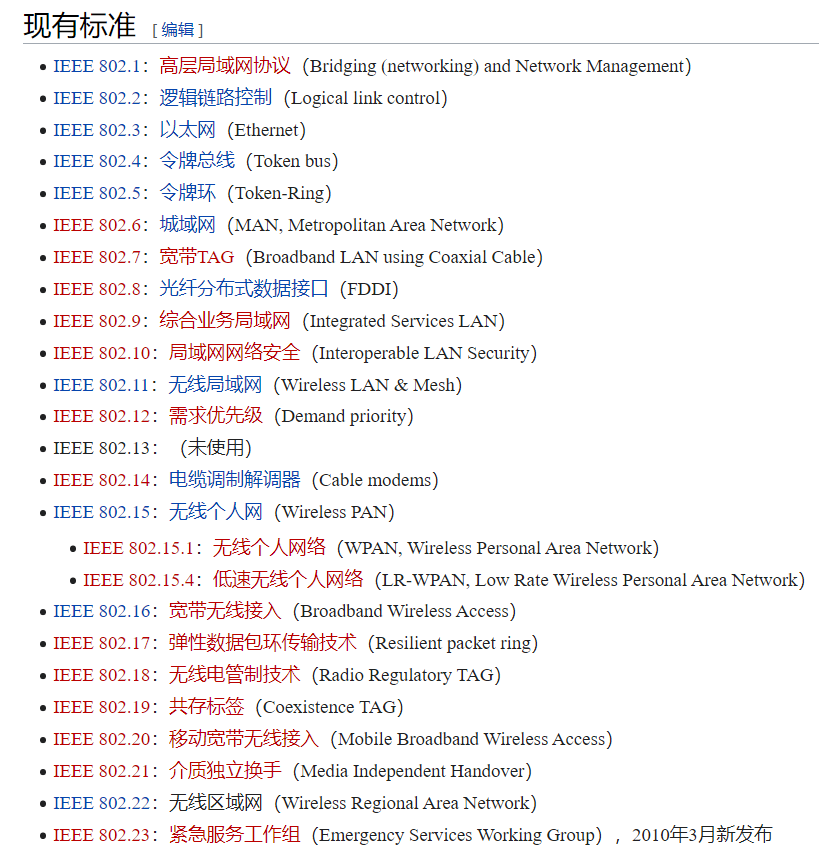 现有标准 [ 编辑 ]
IEEE 802.1：高层局域网协议（Bridging (networking) and Network Management）
IEEE 802.2：逻辑链路控制（Logical link control）
IEEE 802.3：以太网（Ethernet）
IEEE 802.4：令牌总线（Token bus）
IEEE 802.5：令牌环（Token-Ring）
IEEE 802.6：城域网（MAN, Metropolitan Area Network）
IEEE 802.7：宽带TAG（Broadband LAN using Coaxial Cable）
IEEE 802.8：光纤分布式数据接口（FDDI）
IEEE 802.9：综合业务局域网（Integrated Services LAN）
IEEE 802.10：局域网网络安全（Interoperable LAN Security）
IEEE 802.11：无线局域网（Wireless LAN & Mesh）
IEEE 802.12：需求优先级（Demand priority）
IEEE 802.13：（未使用）
IEEE 802.14：电缆调制解调器（Cable modems）
IEEE 802.15：无线个人网（Wireless PAN）
IEEE 802.15.1：无线个人网络（WPAN, Wireless Personal Area Network）
IEEE 802.15.4：低速无线个人网络（LR-WPAN, Low Rate Wireless Personal Area Network）
IEEE 802.16：宽带无线接入（Broadband Wireless Access）
IEEE 802.17：弹性数据包环传输技术（Resilient packet ring）
IEEE 802.18：无线电管制技术（Radio Regulatory TAG）
IEEE 802.19：共存标签（Coexistence TAG）
IEEE 802.20：移动宽带无线接入（Mobile Broadband Wireless Access）
IEEE 802.21：介质独立换手（Media Independent Handover）
IEEE 802.22：无线区域网（Wireless Regional Area Network）
IEEE 802.23：紧急服务工作组（Emergency Services Working Group），2010年3月新发布